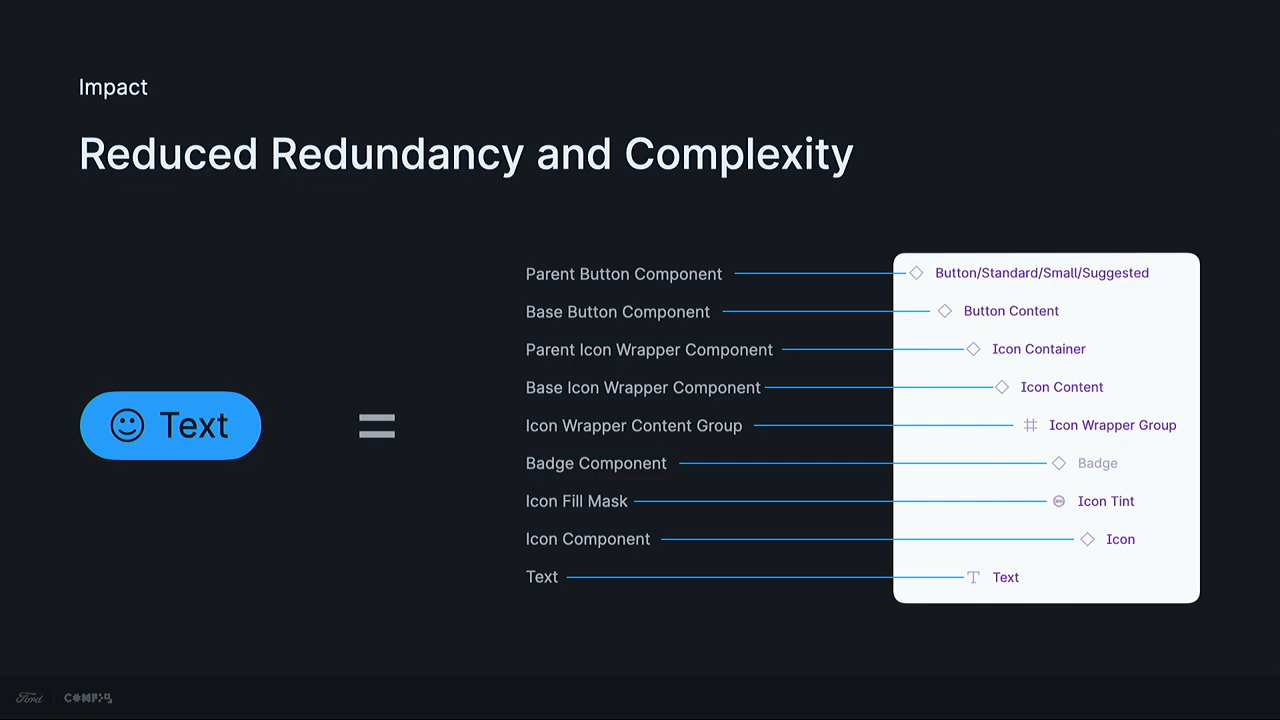 Impact
Reduced Redundancy and Complexity
Text
Parent Button Component
Button/Standard/Small/Suggested
Base Button Component
Button Content
Parent Icon Wrapper Component
Icon Container
Base Icon Wrapper Component
Icon Content
Icon Wrapper Content Group
Icon Wrapper Group
Badge Component
Badge
Icon Fill Mask
Icon Tint
Icon Component
Icon
Text
Text
Ford
CONFIG